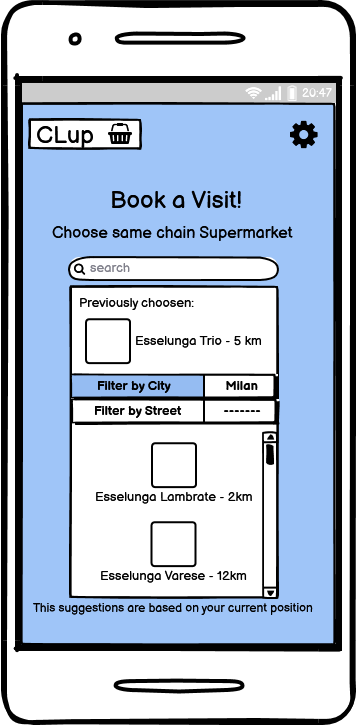 20:47
CLup
Book a Visit!
Choose same chain Supermarket
search
Previously choosen:
Esselunga Trio - 5 km
Filter by City Milan
Filter by Street -------
Esselunga Lambrate - 2km
Esselunga Varese - 12km
This suggestions are based on your current position